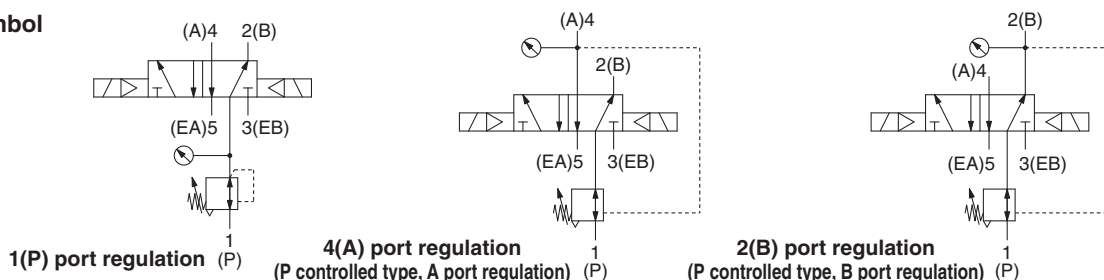 nbol
(A)4 2(B)
(EA)5 3(EB)
1
(P)
1(P) port regulation
(A)4
2(B)
(EA)5 3(EB)
1
(P)
4(A) port regulation
(P controlled type, A port regulation)
2(B)
(A)4
(EA)5 3(EB)
1
(P)
2(B) port regulation
(P controlled type, B port regulation)